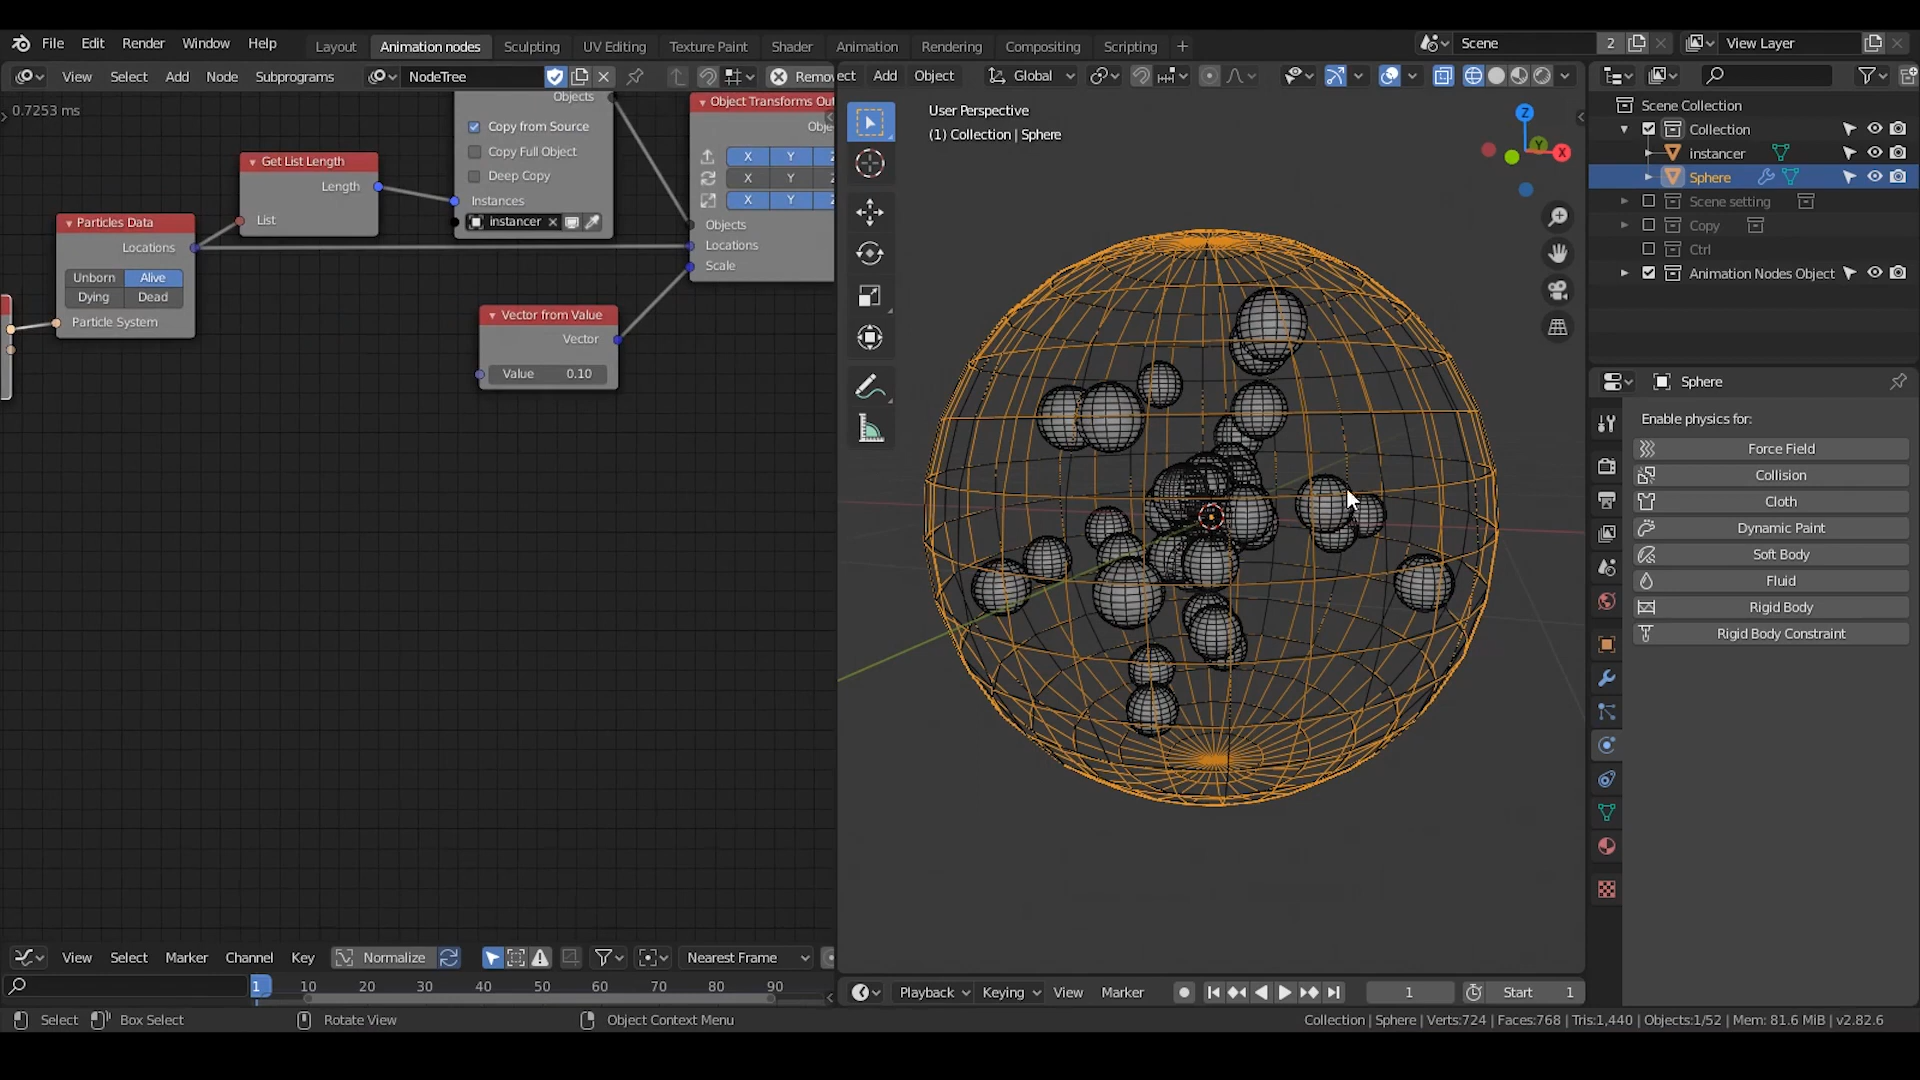 File Edit Render Window Help Layout Animation nodes Sculpting UV Editing Texture Paint Shader Animation Rendering Compositing Scripting + Scene 2 View Layer
View Select Add Node Subprograms NodeTree Remov ect Add Object Global
0.7253 ms
Objects
Copy from Source
Copy Full Object
Deep Copy
Instances
instancer
Get List Length
Length
List
Particles Data
Locations
Unborn Alive
Dying Dead
Particle System
Object Transforms Out
Obje
X Y Z
X Y Z
X Y Z
Objects
Locations
Scale
Vector from Value
Vector
Value 0.10
User Perspective
(1) Collection | Sphere
Z
Y
X
Scene Collection
Collection
instancer
Sphere
Scene setting
Copy
Ctrl
Animation Nodes Object
Sphere
Enable physics for:
Force Field
Collision
Cloth
Dynamic Paint
Soft Body
Fluid
Rigid Body
Rigid Body Constraint
View Select Marker Channel Key Normalize Nearest Frame
1 10 20 30 40 50 60 70 80 90
Playback Keying View Marker 1 Start 1
Select Box Select Rotate View Object Context Menu
Collection | Sphere | Verts:724 | Faces:768 | Tris:1,440 | Objects:1/52 | Mem: 81.6 MiB | v2.82.6